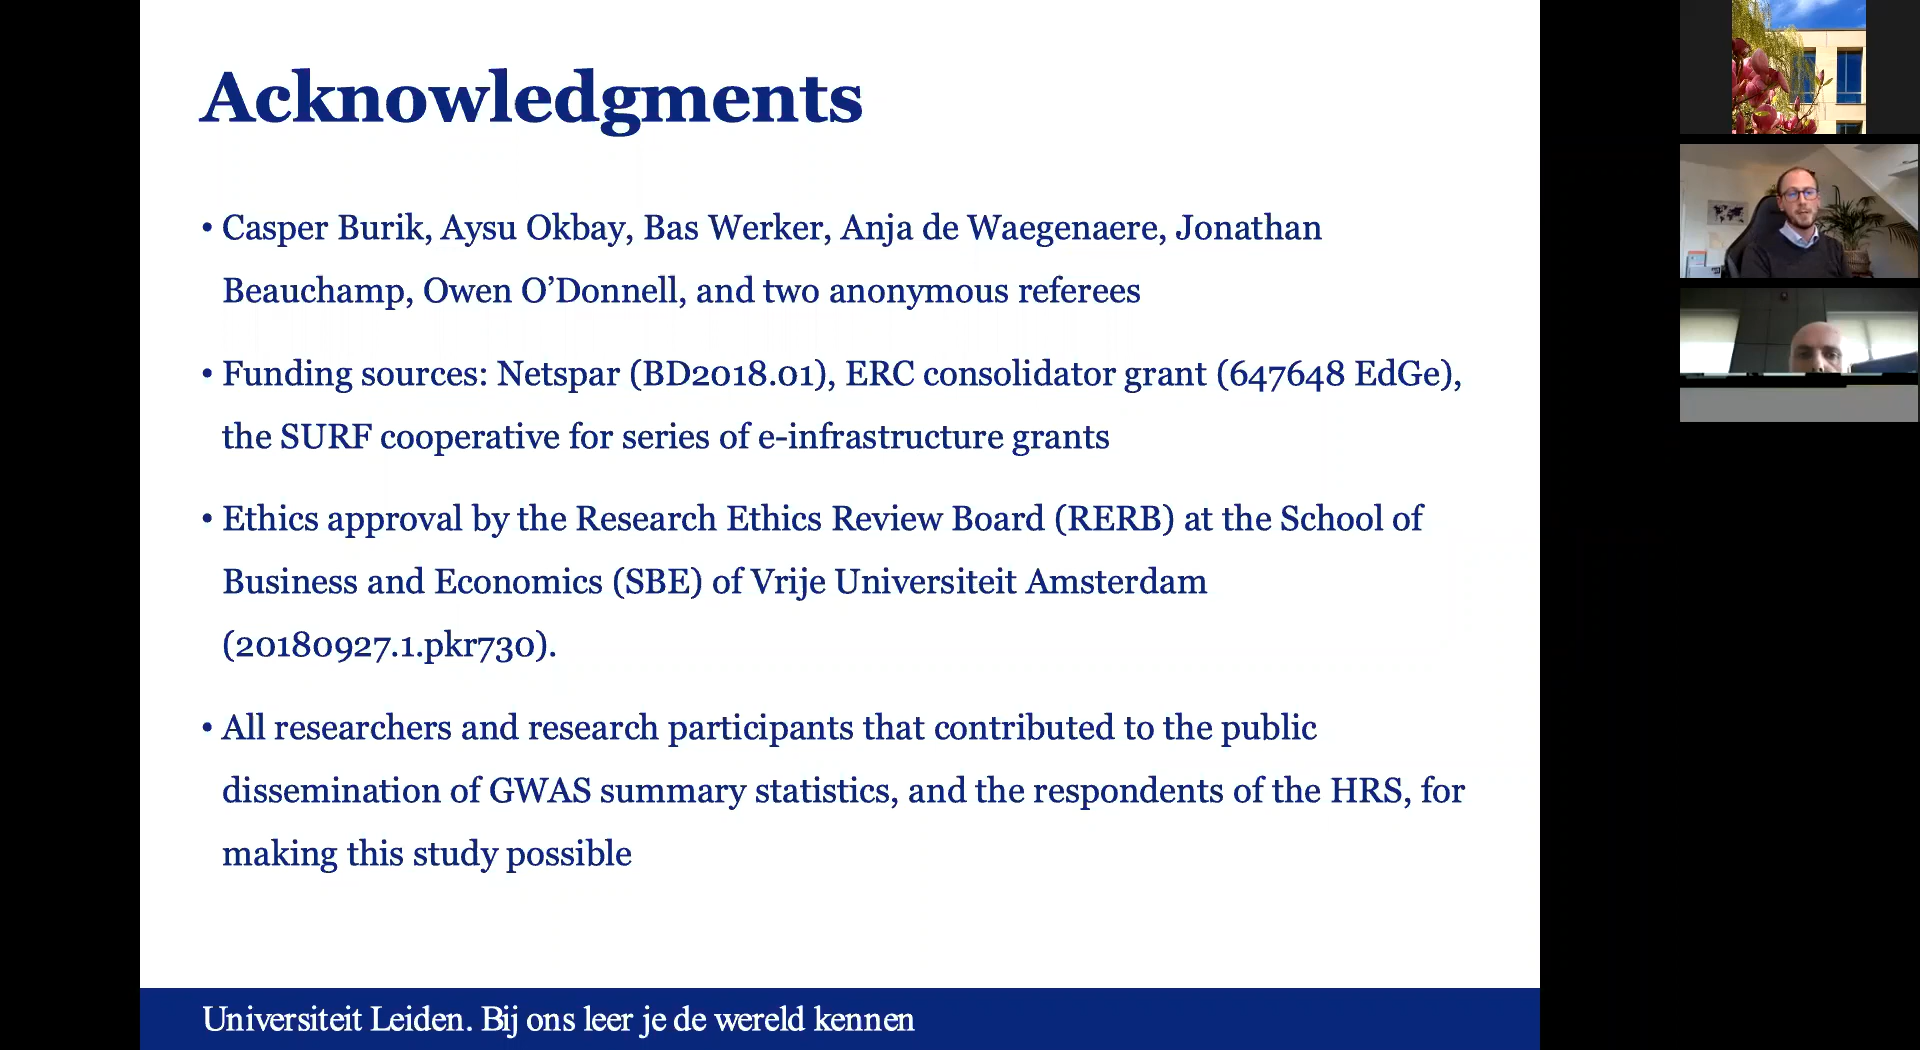 Acknowledgments
• Casper Burik, Aysu Okbay, Bas Werker, Anja de Waegenaere, Jonathan
Beauchamp, Owen O’Donnell, and two anonymous referees
• Funding sources: Netspar (BD2018.01), ERC consolidator grant (647648 EdGe),
the SURF cooperative for series of e-infrastructure grants
• Ethics approval by the Research Ethics Review Board (RERB) at the School of
Business and Economics (SBE) of Vrije Universiteit Amsterdam
(20180927.1.pkr730).
• All researchers and research participants that contributed to the public
dissemination of GWAS summary statistics, and the respondents of the HRS, for
making this study possible
Universiteit Leiden. Bij ons leer je de wereld kennen